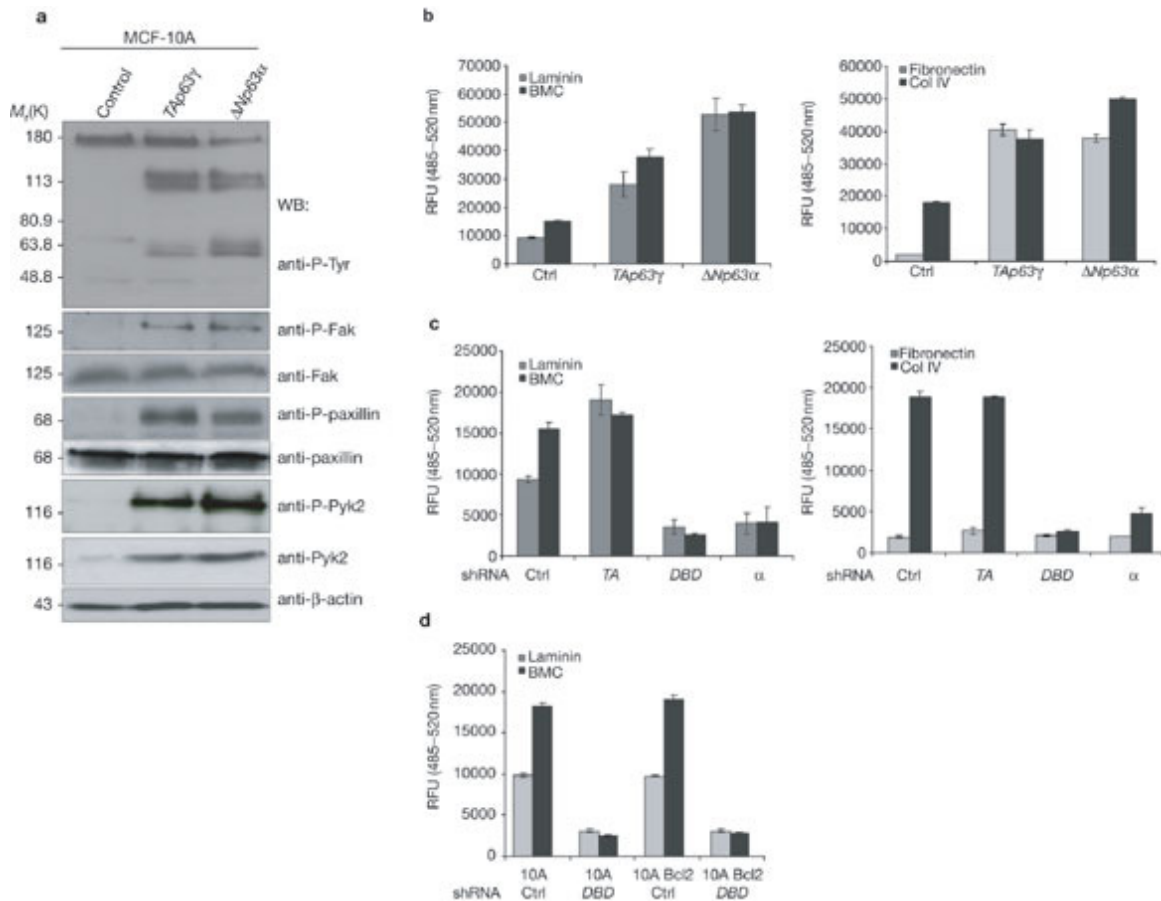 a
MCF-10A
Control
TAp63γ
ΔNp63α
Mr(K)
180
113
80.9
63.8
48.8
WB:
anti-P-Tyr
125
anti-P-Fak
125
anti-Fak
anti-P-paxillin
68
68
anti-paxillin
anti-P-Pyk2
116
116
anti-Pyk2
43
anti-β-actin
b
RFU (485–520 nm)
70000
60000
50000
40000
30000
20000
10000
0
Laminin
BMC
Ctrl
TAp63γ
ΔNp63α
RFU (485–520 nm)
60000
50000
40000
30000
20000
10000
0
Fibronectin
Col IV
Ctrl
TAp63γ
ΔNp63α
c
RFU (485–520 nm)
25000
20000
15000
10000
5000
0
Laminin
BMC
shRNA Ctrl TA DBD α
RFU (485–520 nm)
25000
20000
15000
10000
5000
0
Fibronectin
Col IV
shRNA Ctrl TA DBD α
d
RFU (485–520 nm)
25000
20000
15000
10000
5000
0
Laminin
BMC
10A 10A 10A Bcl2 10A Bcl2
shRNA Ctrl DBD Ctrl DBD